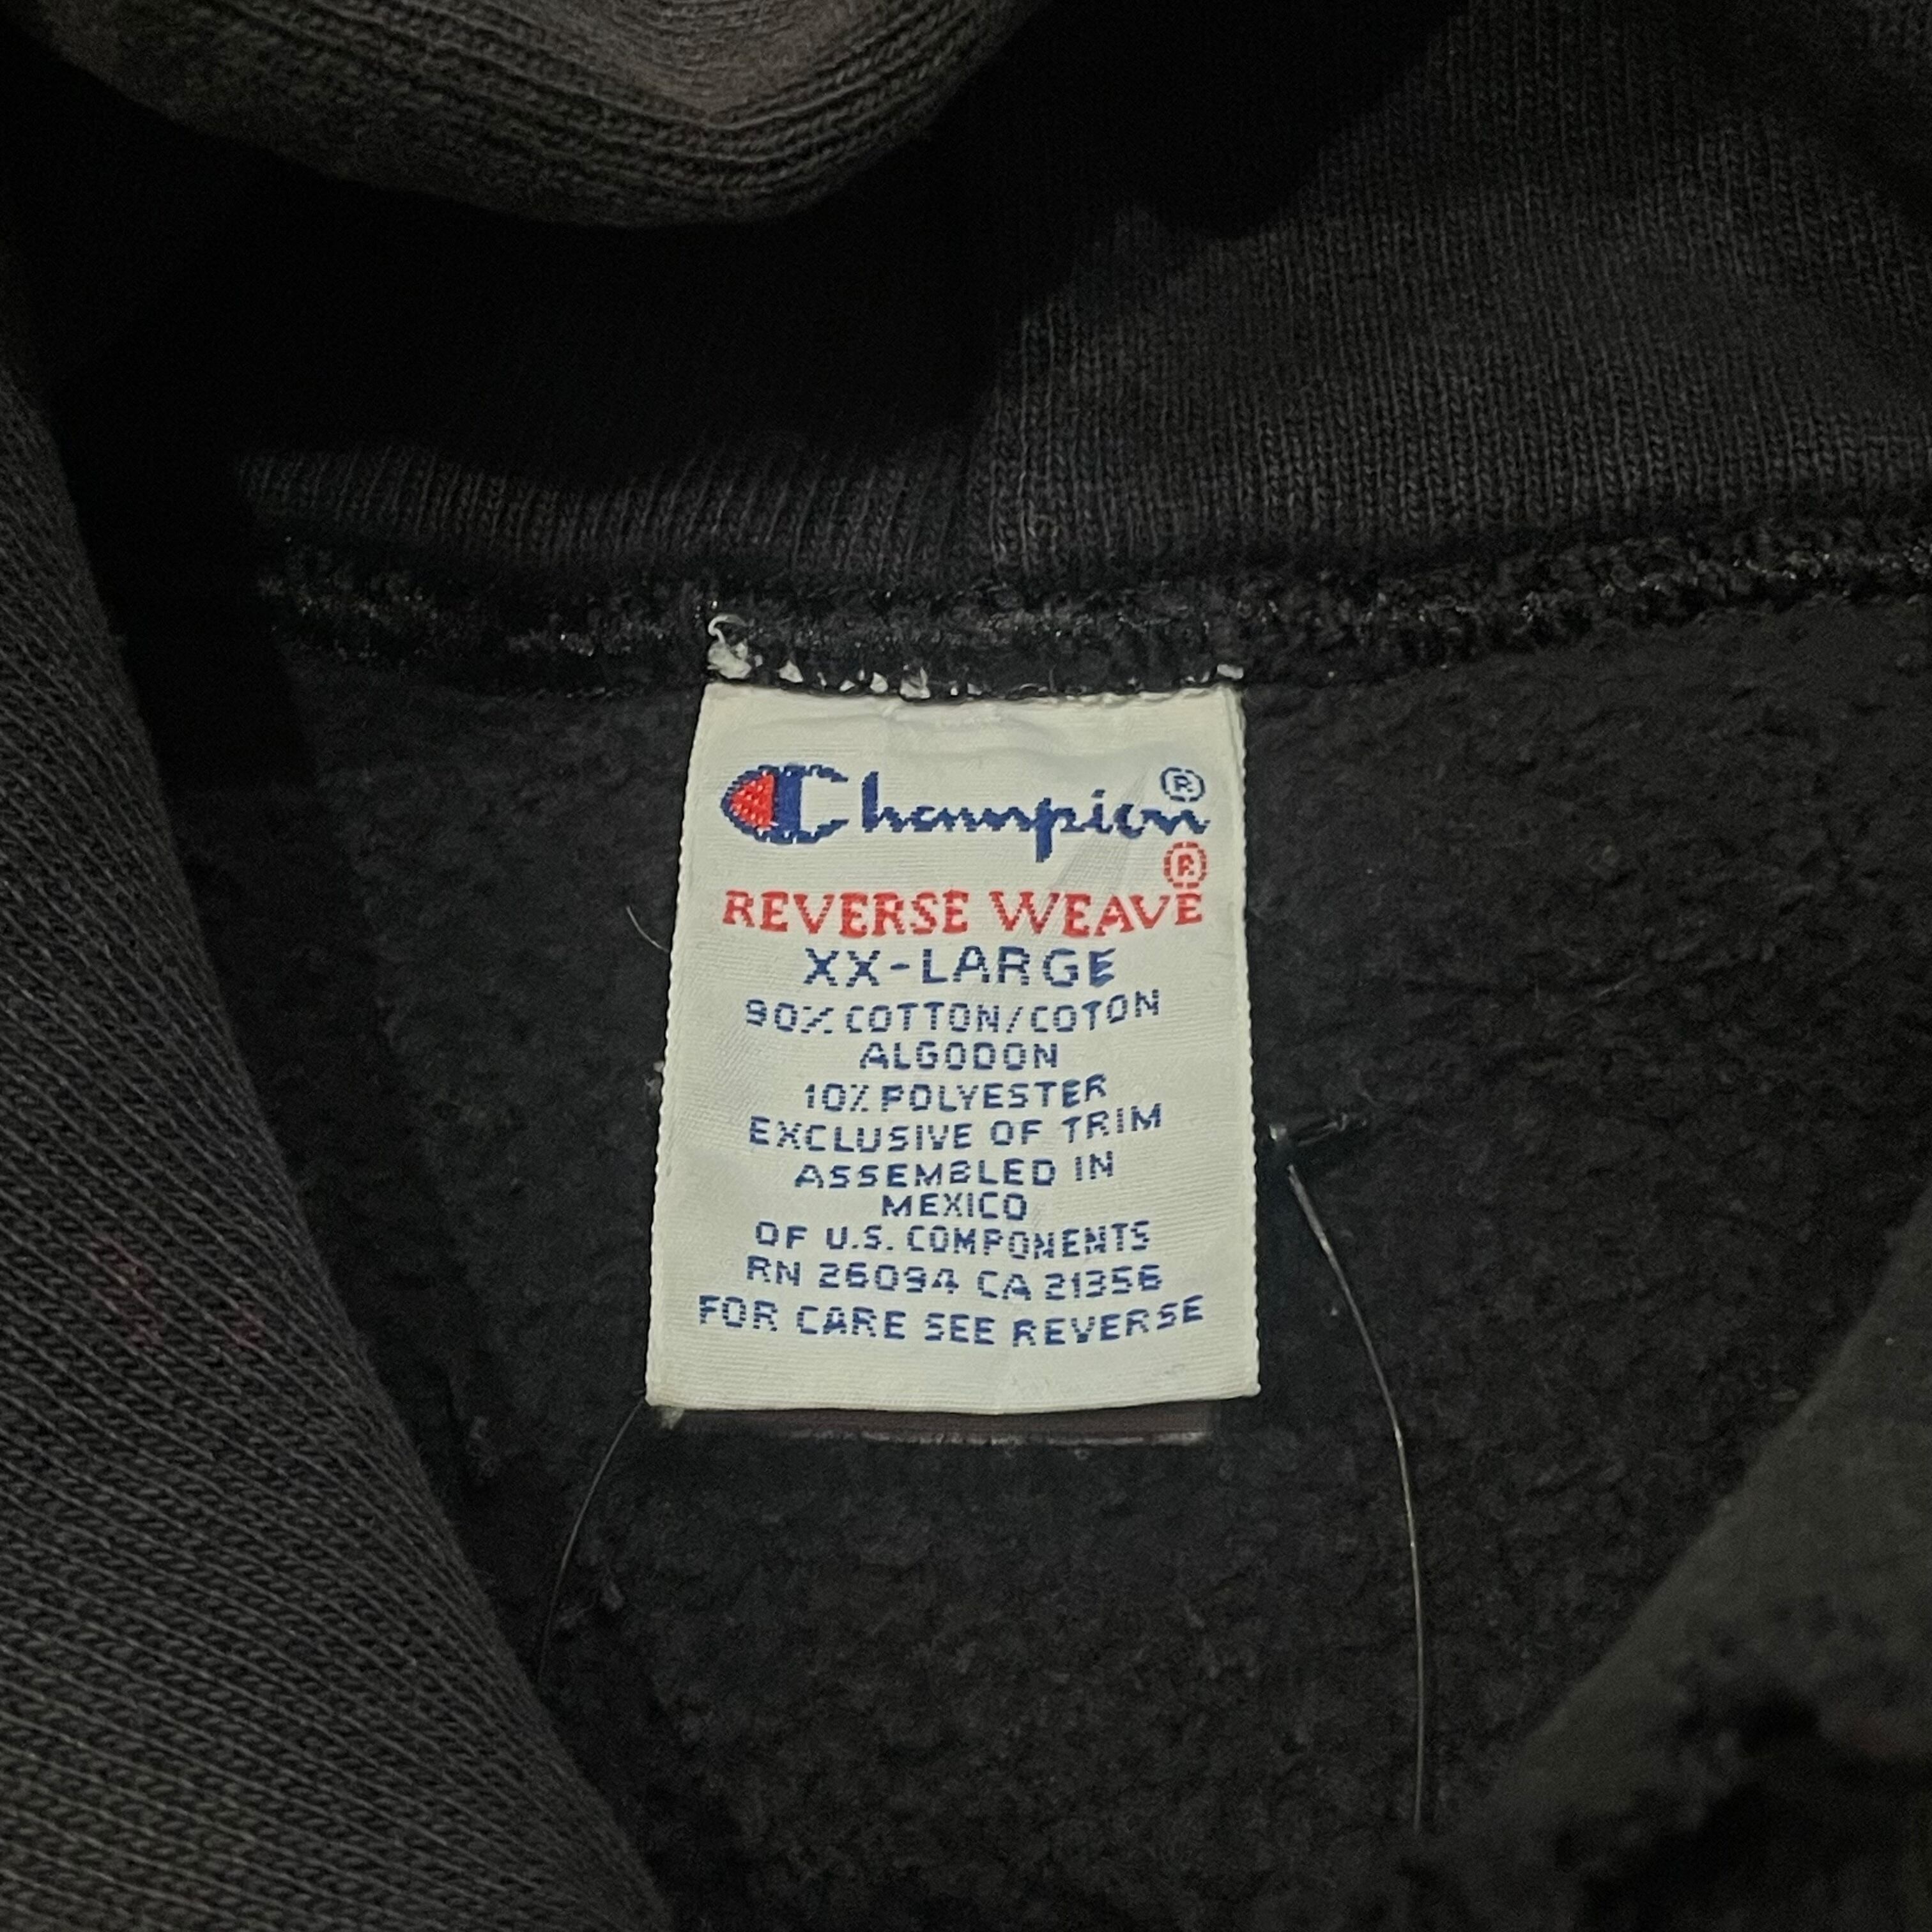 Champion®
REVERSE WEAVE®
XX-LARGE
90% COTTON/COTON
ALGODON
10% POLYESTER
EXCLUSIVE OF TRIM
ASSEMBLED IN
MEXICO
OF U.S. COMPONENTS
RN 26094 CA 21356
FOR CARE SEE REVERSE